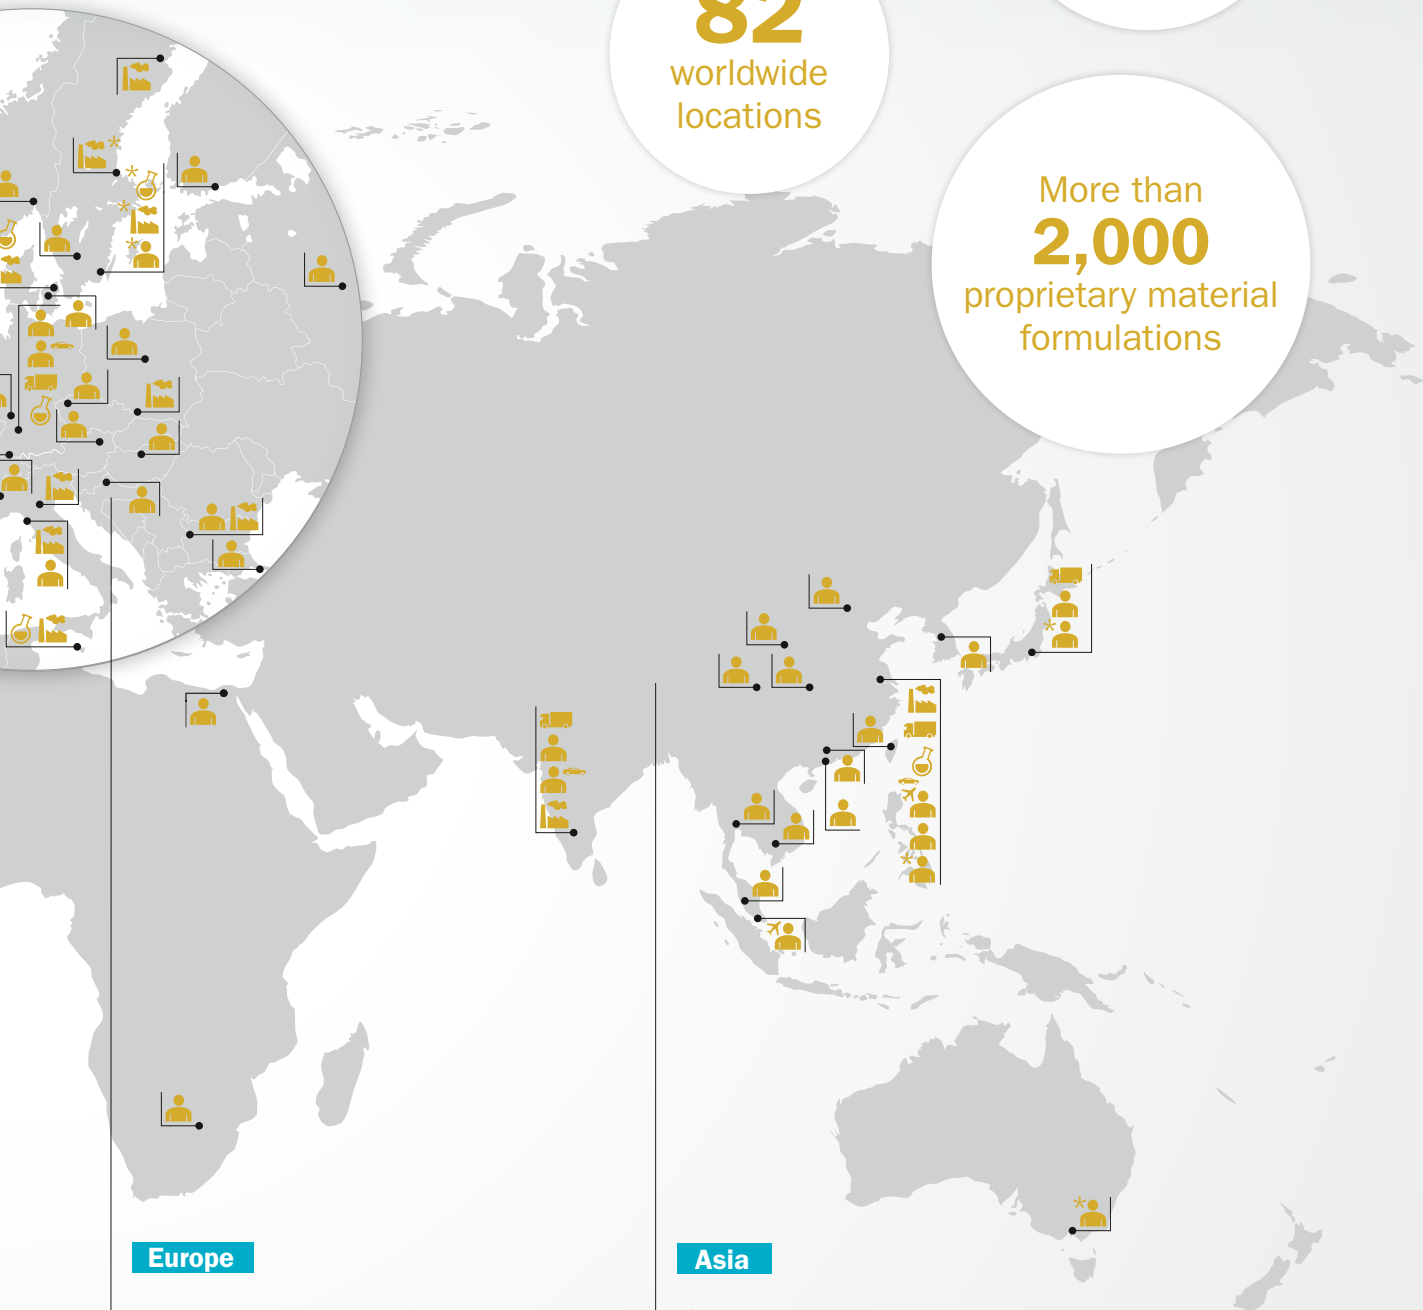 82
worldwide
locations
More than
2,000
proprietary material
formulations
Europe
Asia